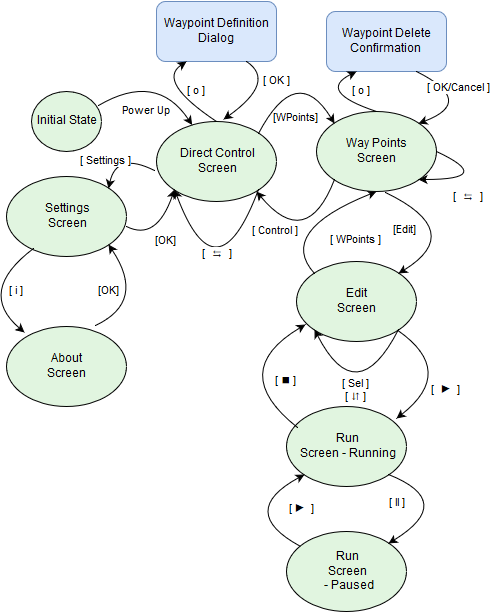 Waypoint Definition
Dialog
Waypoint Delete
Confirmation
[ o ]
[ OK ]
[ o ]
[ OK/Cancel ]
Initial State
Power Up
[WPoints]
Direct Control
Screen
Way Points
Screen
[ Settings ]
[ ⇆ ]
Settings
Screen
[OK]
[ ⇆ ]
[ Control ]
[ WPoints ]
[Edit]
[ i ]
[OK]
Edit
Screen
About
Screen
[ ■ ]
[ Sel ]
[ ⇵ ]
[ ► ]
Run
Screen - Running
[ ► ]
[ || ]
Run
Screen
- Paused